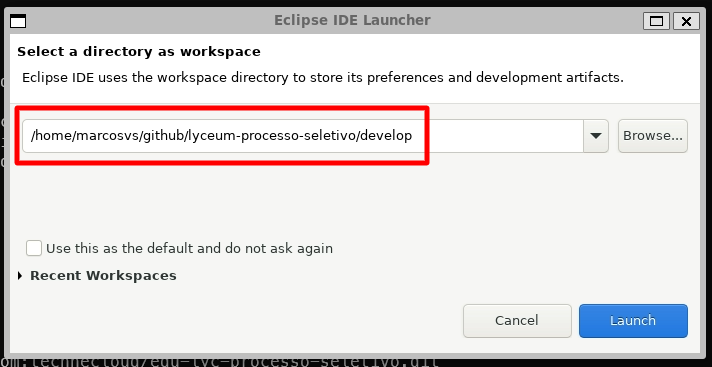 Eclipse IDE Launcher
Select a directory as workspace
Eclipse IDE uses the workspace directory to store its preferences and development artifacts.
/home/marcosvs/github/lyceum-processo-seletivo/develop
Browse...
Use this as the default and do not ask again
Recent Workspaces
Cancel
Launch
om:technecloud/edu-lyc-processo-seletivo.git